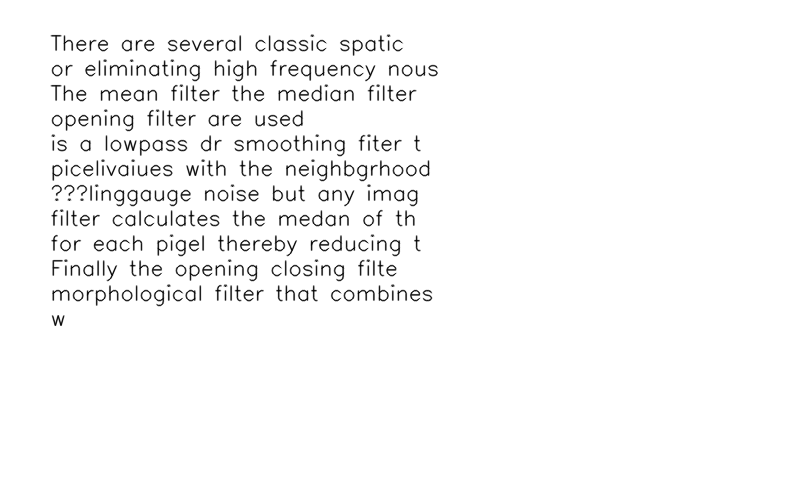 There are several classic spatic
or eliminating high frequency nous
The mean filter the median filter
opening filter are used
is a lowpass dr smoothing fiter t
picelivaiues with the neighbgrhood
???linggauge noise but any imag
filter calculates the medan of th
for each pigel thereby reducing t
Finally the opening closing filte
morphological filter that combines
w